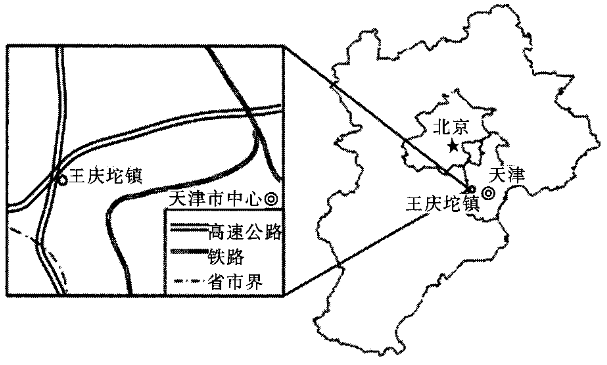 王庆坨镇
天津市中心
高速公路
铁路
省市界
北京
天津
王庆坨镇